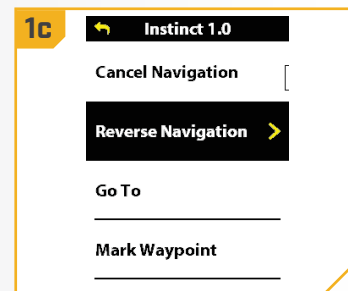 1c
Instinct 1.0
Cancel Navigation
Reverse Navigation
Go To
Mark Waypoint